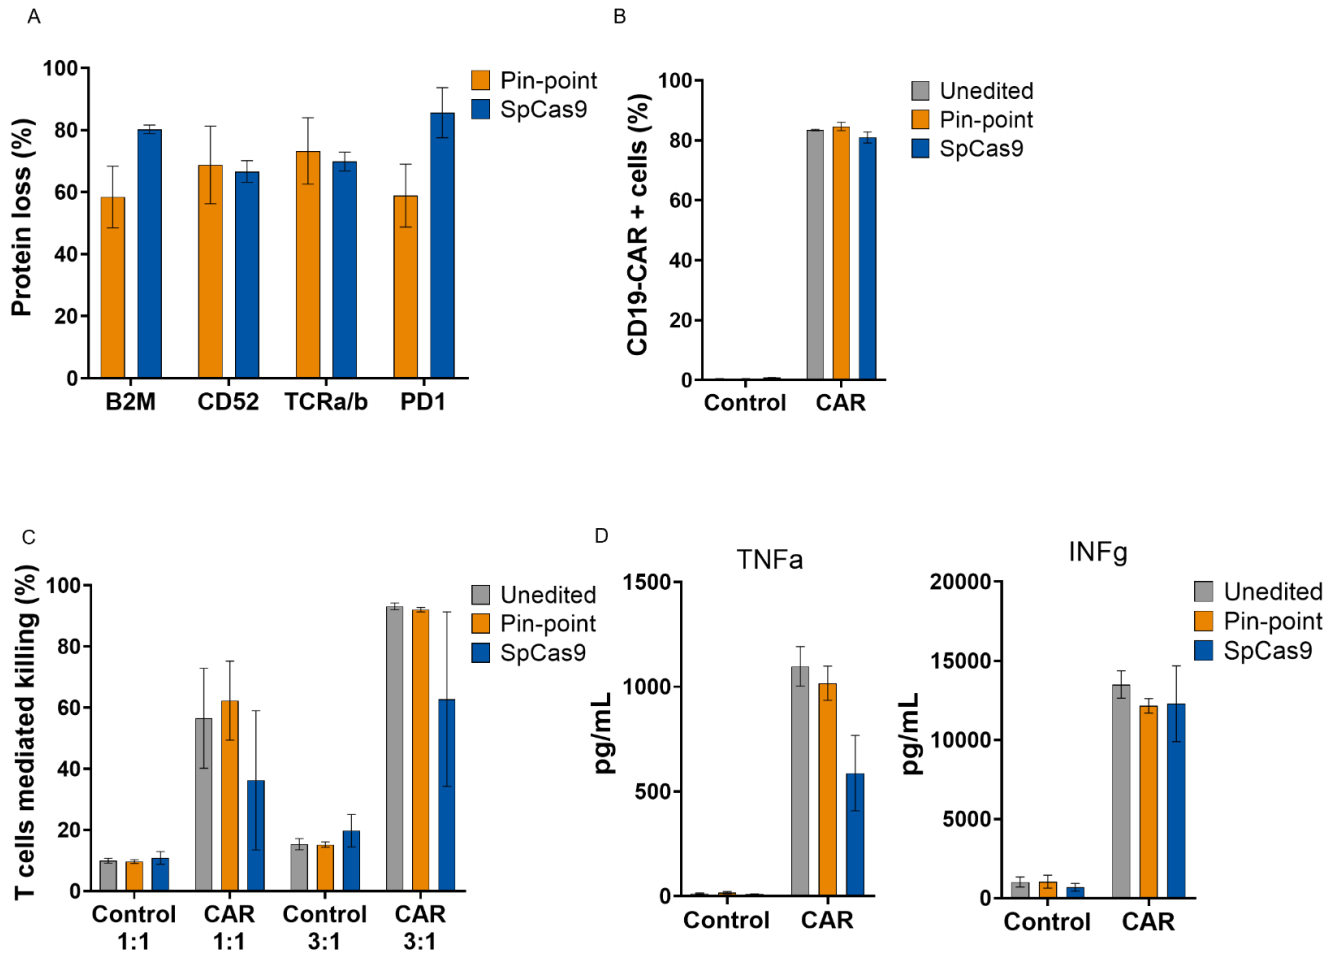 A
Protein loss (%)
100
80
60
40
20
0
B2M CD52 TCRa/b PD1
Pin-point
SpCas9
B
CD19-CAR + cells (%)
100
80
60
40
20
0
Control CAR
Unedited
Pin-point
SpCas9
C
T cells mediated killing (%)
100
80
60
40
20
0
Control CAR Control CAR
1:1 1:1 3:1 3:1
Unedited
Pin-point
SpCas9
D
TNFa
pg/mL
1500
1000
500
0
Control CAR
INFg
pg/mL
20000
15000
10000
5000
0
Control CAR
Unedited
Pin-point
SpCas9